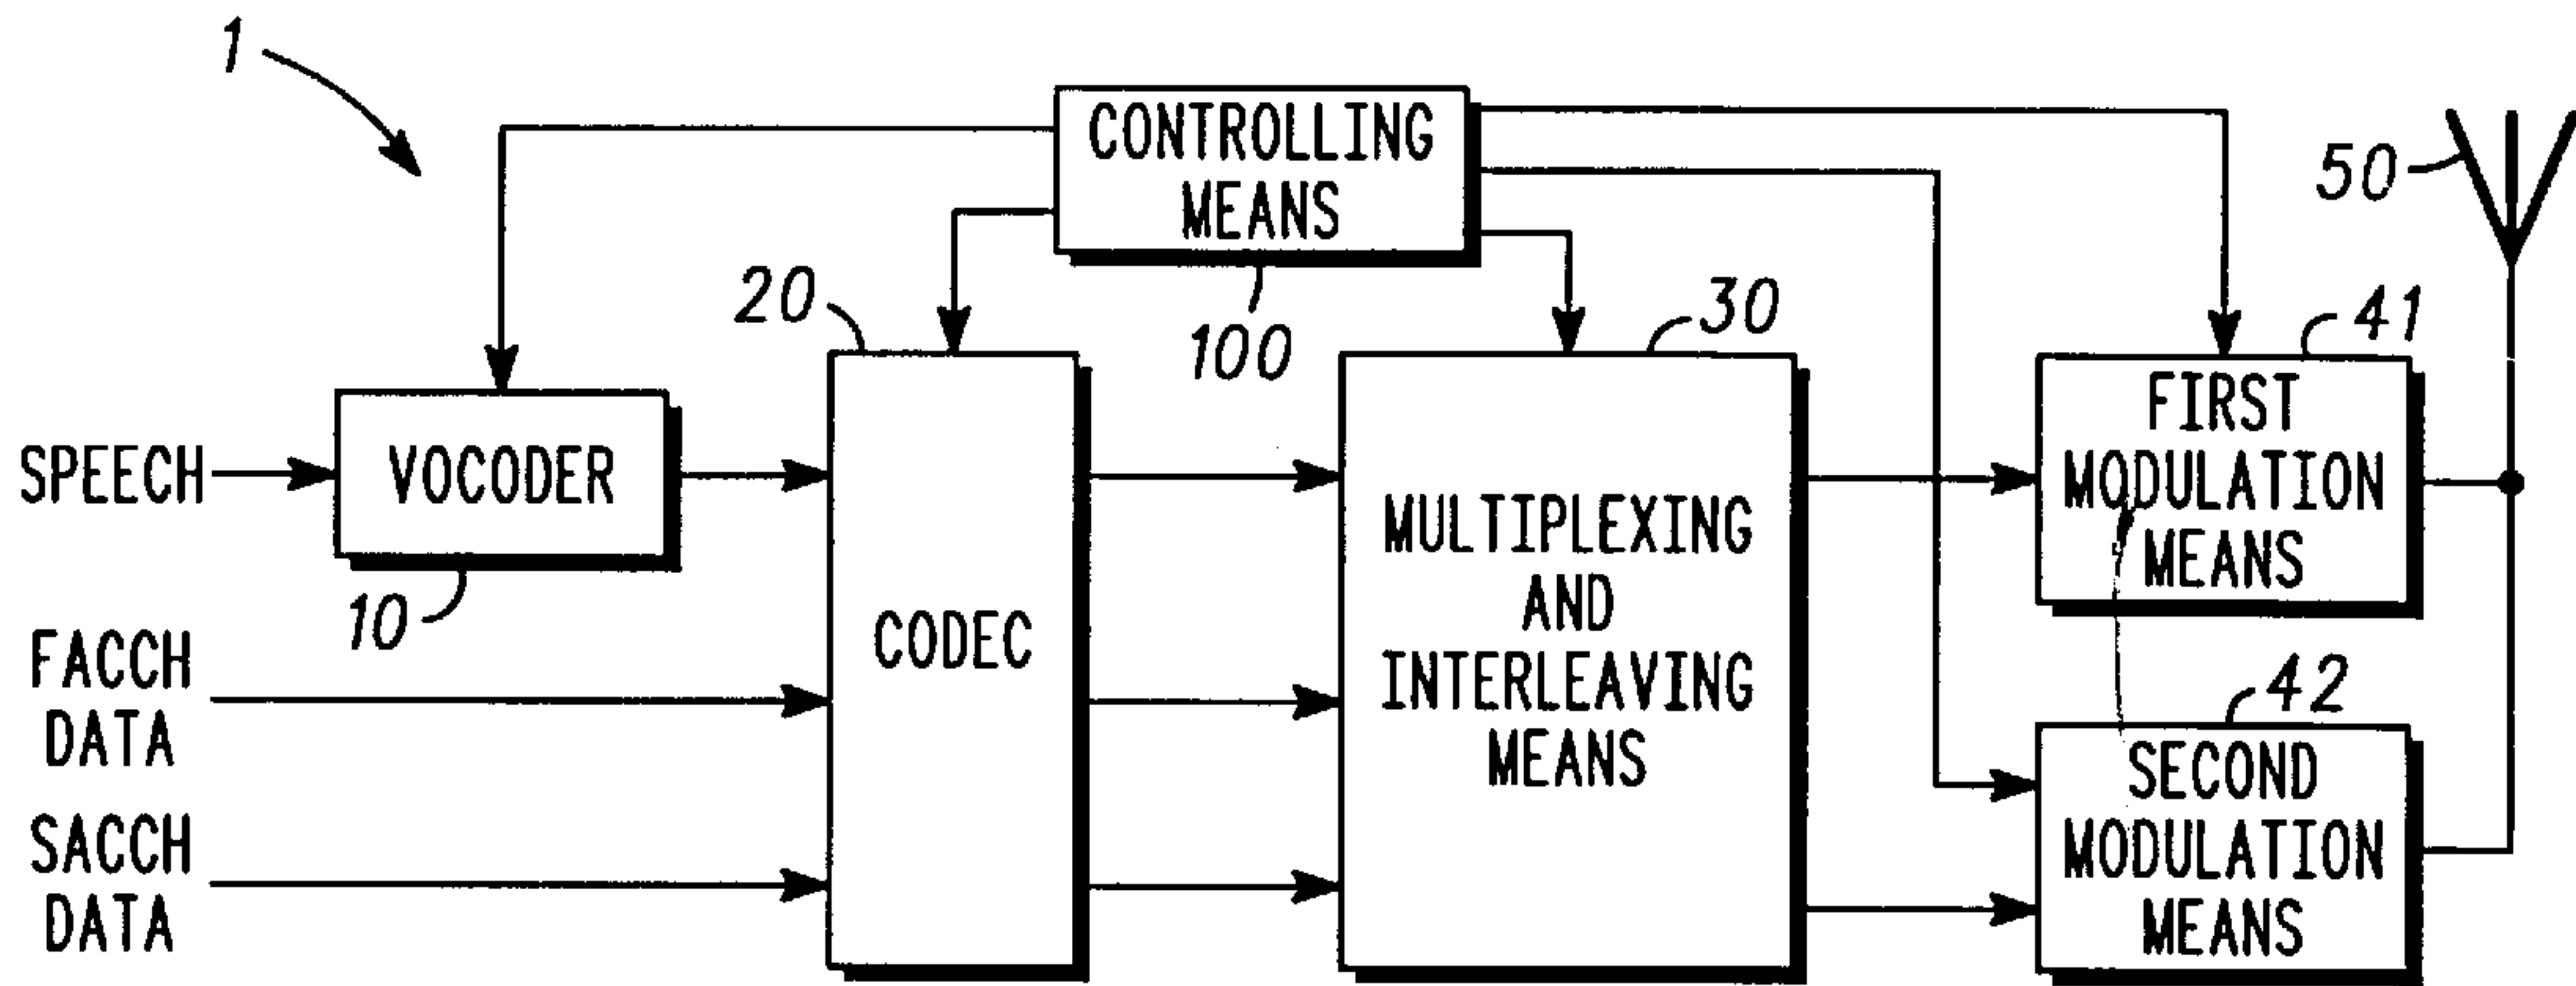 1
CONTROLLING
MEANS
100
50
20
30
41
SPEECH
VOCODER
10
FACCH
DATA
SACCH
DATA
CODEC
MULTIPLEXING
AND
INTERLEAVING
MEANS
FIRST
MODULATION
MEANS
42
SECOND
MODULATION
MEANS